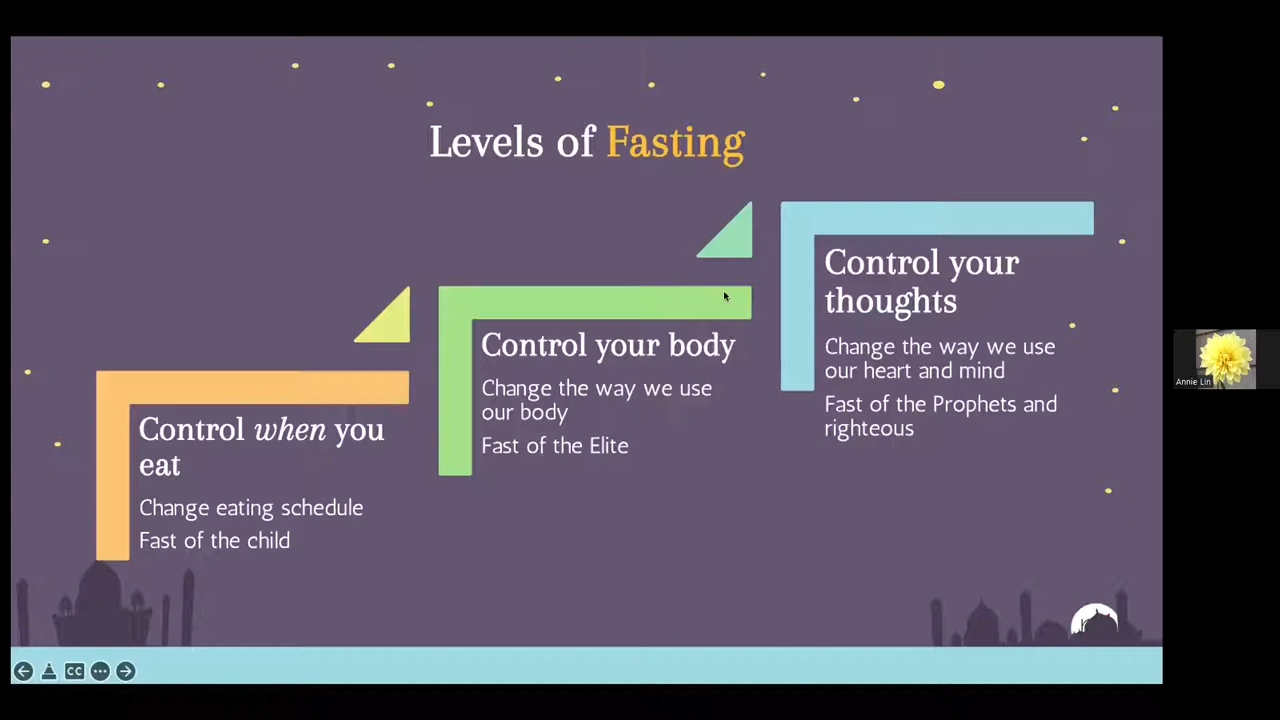 Levels of Fasting
Control when you
eat
Change eating schedule
Fast of the child
Control your body
Change the way we use
our body
Fast of the Elite
Control your
thoughts
Change the way we use
our heart and mind
Fast of the Prophets and
righteous
Annie Lin
CC